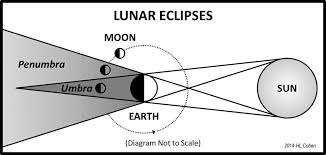 LUNAR ECLIPSES
MOON
Penumbra
Umbra
SUN
EARTH
(Diagram Not to Scale)
2014 HL Cohen